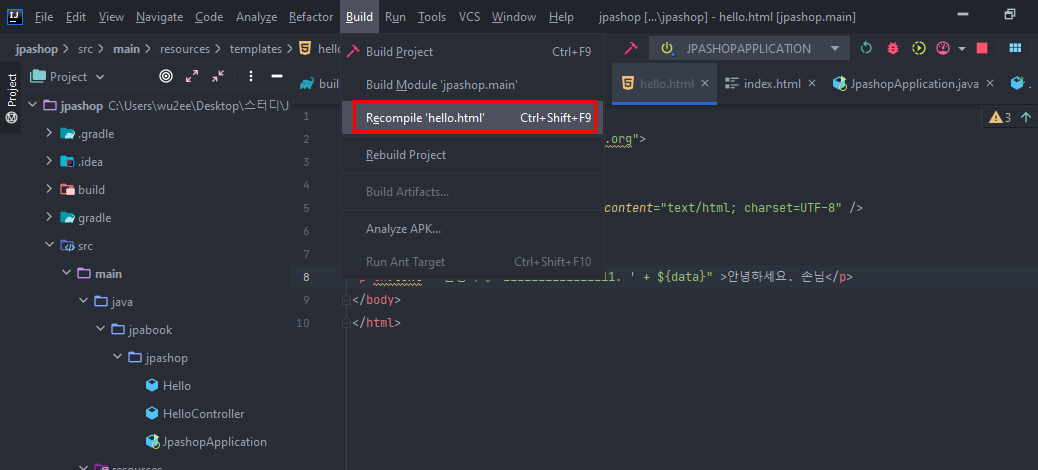 IJ File Edit View Navigate Code Analyze Refactor Build Run Tools VCS Window Help jpashop [...\jpashop] - hello.html [jpashop.main]
jpashop > src > main > resources > templates > hello JPASHOPAPPLICATION
Project
Project
hello.html index.html JpashopApplication.java
Build Project Ctrl+F9
Build Module 'jpashop.main'
Recompile 'hello.html' Ctrl+Shift+F9
Rebuild Project
Build Artifacts...
Analyze APK...
Run Ant Target Ctrl+Shift+F10
jpashop C:\Users\wu2ee\Desktop\스터디\J
.gradle
.idea
build
gradle
src
main
java
jpabook
jpashop
Hello
HelloController
JpashopApplication
resources
1
3
2 .org">
3
4
5 content="text/html; charset=UTF-8" />
6
7
8 ' + ${data}" >안녕하세요. 손님</p>
9 </body>
10 </html>